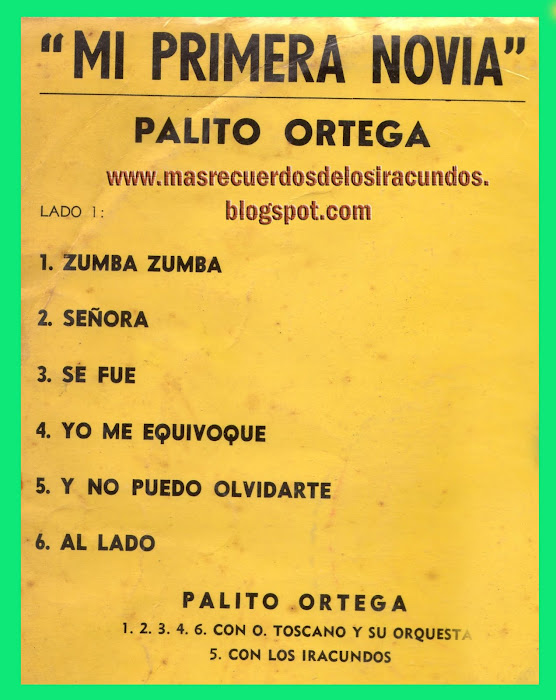 “MI PRIMERA NOVIA”
PALITO ORTEGA
www.masrecuerdosdelosiracundos.
blogspot.com
LADO 1:
1. ZUMBA ZUMBA
2. SEÑORA
3. SE FUE
4. YO ME EQUIVOQUE
5. Y NO PUEDO OLVIDARTE
6. AL LADO
PALITO ORTEGA
1. 2. 3. 4. 6. CON O. TOSCANO Y SU ORQUESTA
5. CON LOS IRACUNDOS